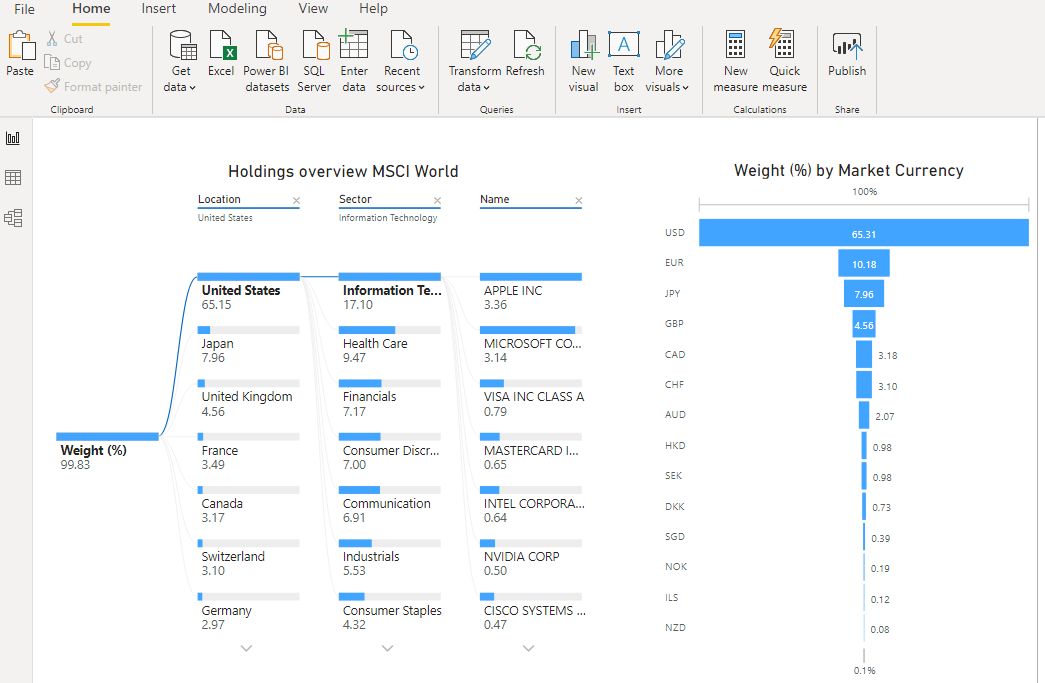 File Home Insert Modeling View Help
Paste
Cut
Copy
Format painter
Clipboard
Get data
Excel
Power BI datasets
SQL Server
Enter data
Recent sources
Data
Transform data
Refresh
Queries
New visual
Text box
More visuals
Insert
New measure
Quick measure
Calculations
Publish
Share
Holdings overview MSCI World
Location
United States
Sector
Information Technology
Name
Weight (%)
99.83
United States
65.15
Japan
7.96
United Kingdom
4.56
France
3.49
Canada
3.17
Switzerland
3.10
Germany
2.97
Information Te...
17.10
Health Care
9.47
Financials
7.17
Consumer Discr...
7.00
Communication
6.91
Industrials
5.53
Consumer Staples
4.32
APPLE INC
3.36
MICROSOFT CO...
3.14
VISA INC CLASS A
0.79
MASTERCARD I...
0.65
INTEL CORPORA...
0.64
NVIDIA CORP
0.50
CISCO SYSTEMS ...
0.47
Weight (%) by Market Currency
100%
USD 65.31
EUR 10.18
JPY 7.96
GBP 4.56
CAD 3.18
CHF 3.10
AUD 2.07
HKD 0.98
SEK 0.98
DKK 0.73
SGD 0.39
NOK 0.19
ILS 0.12
NZD 0.08
0.1%